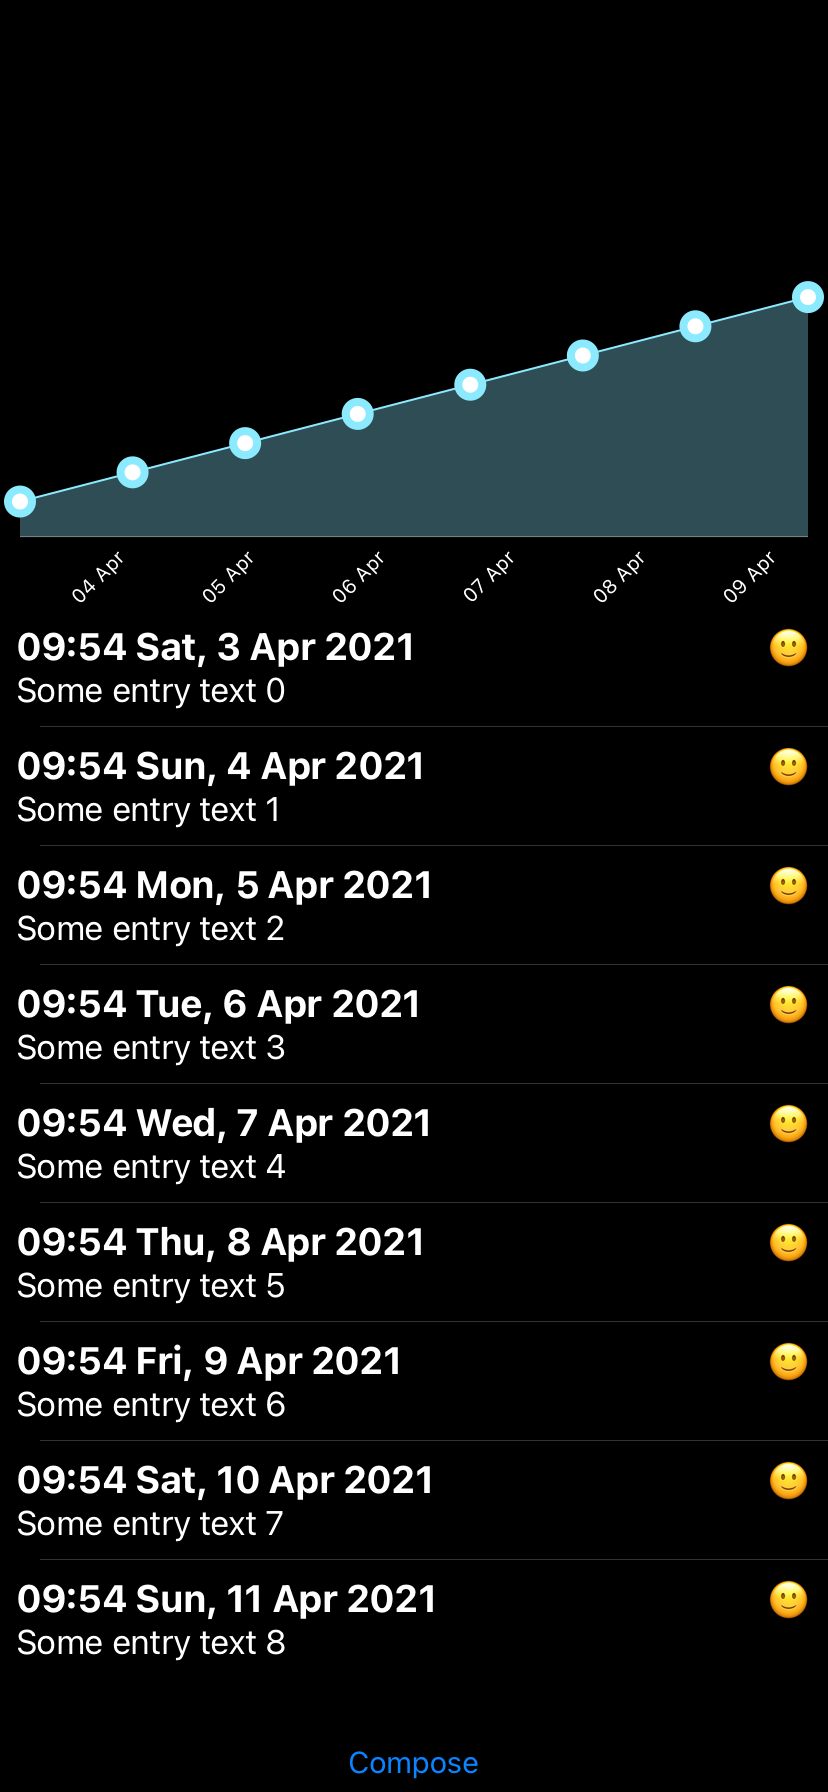 04 Apr
05 Apr
06 Apr
07 Apr
08 Apr
09 Apr
09:54 Sat, 3 Apr 2021
Some entry text 0
09:54 Sun, 4 Apr 2021
Some entry text 1
09:54 Mon, 5 Apr 2021
Some entry text 2
09:54 Tue, 6 Apr 2021
Some entry text 3
09:54 Wed, 7 Apr 2021
Some entry text 4
09:54 Thu, 8 Apr 2021
Some entry text 5
09:54 Fri, 9 Apr 2021
Some entry text 6
09:54 Sat, 10 Apr 2021
Some entry text 7
09:54 Sun, 11 Apr 2021
Some entry text 8
Compose